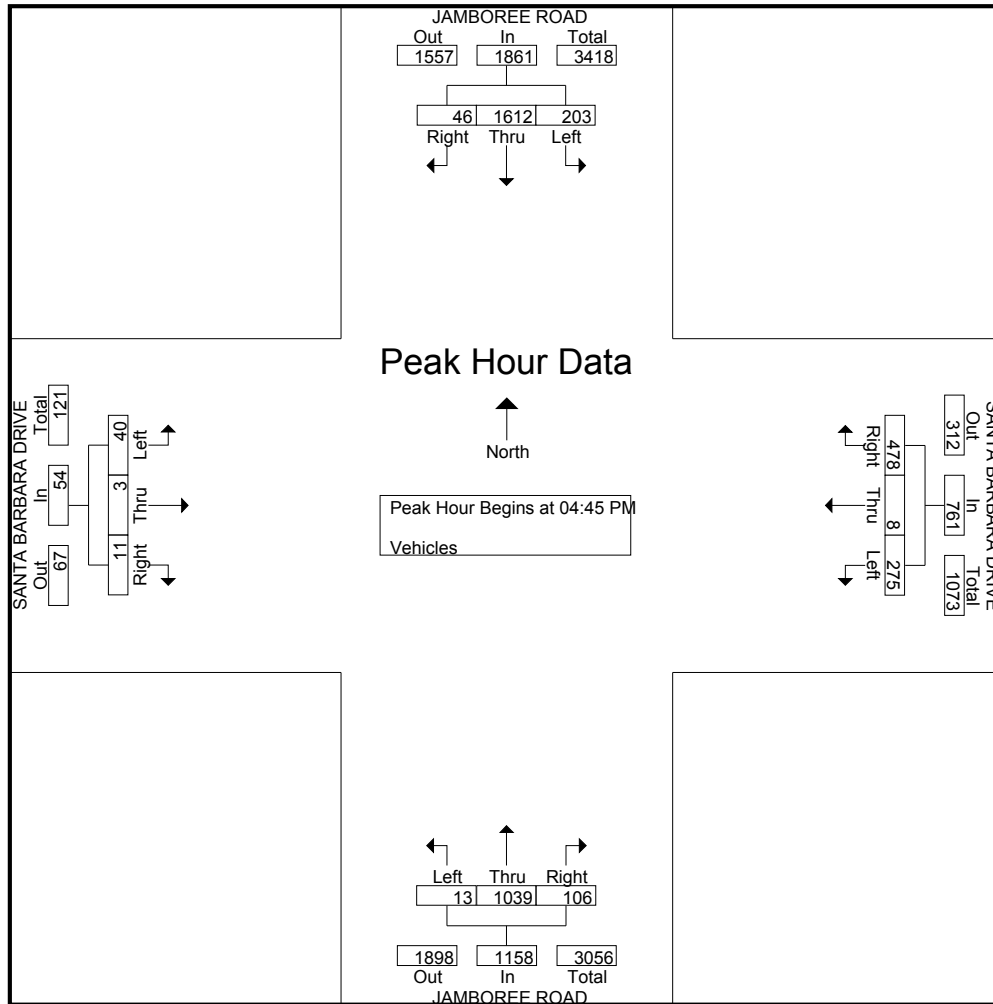 JAMBOREE ROAD
Out In Total
1557 1861 3418
46 1612 203
Right Thru Left
Peak Hour Data
North
Peak Hour Begins at 04:45 PM
Vehicles
SANTA BARBARA DRIVE
Out In Total
67 54 121
40 3 11
Left Thru Right
SANTA BARBARA DRIVE
Out In Total
312 761 1073
478 8 275
Right Thru Left
Left Thru Right
13 1039 106
1898 1158 3056
Out In Total
JAMBOREE ROAD